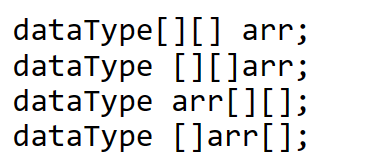 dataType[][] arr;
dataType [][]arr;
dataType arr[][];
dataType []arr[];